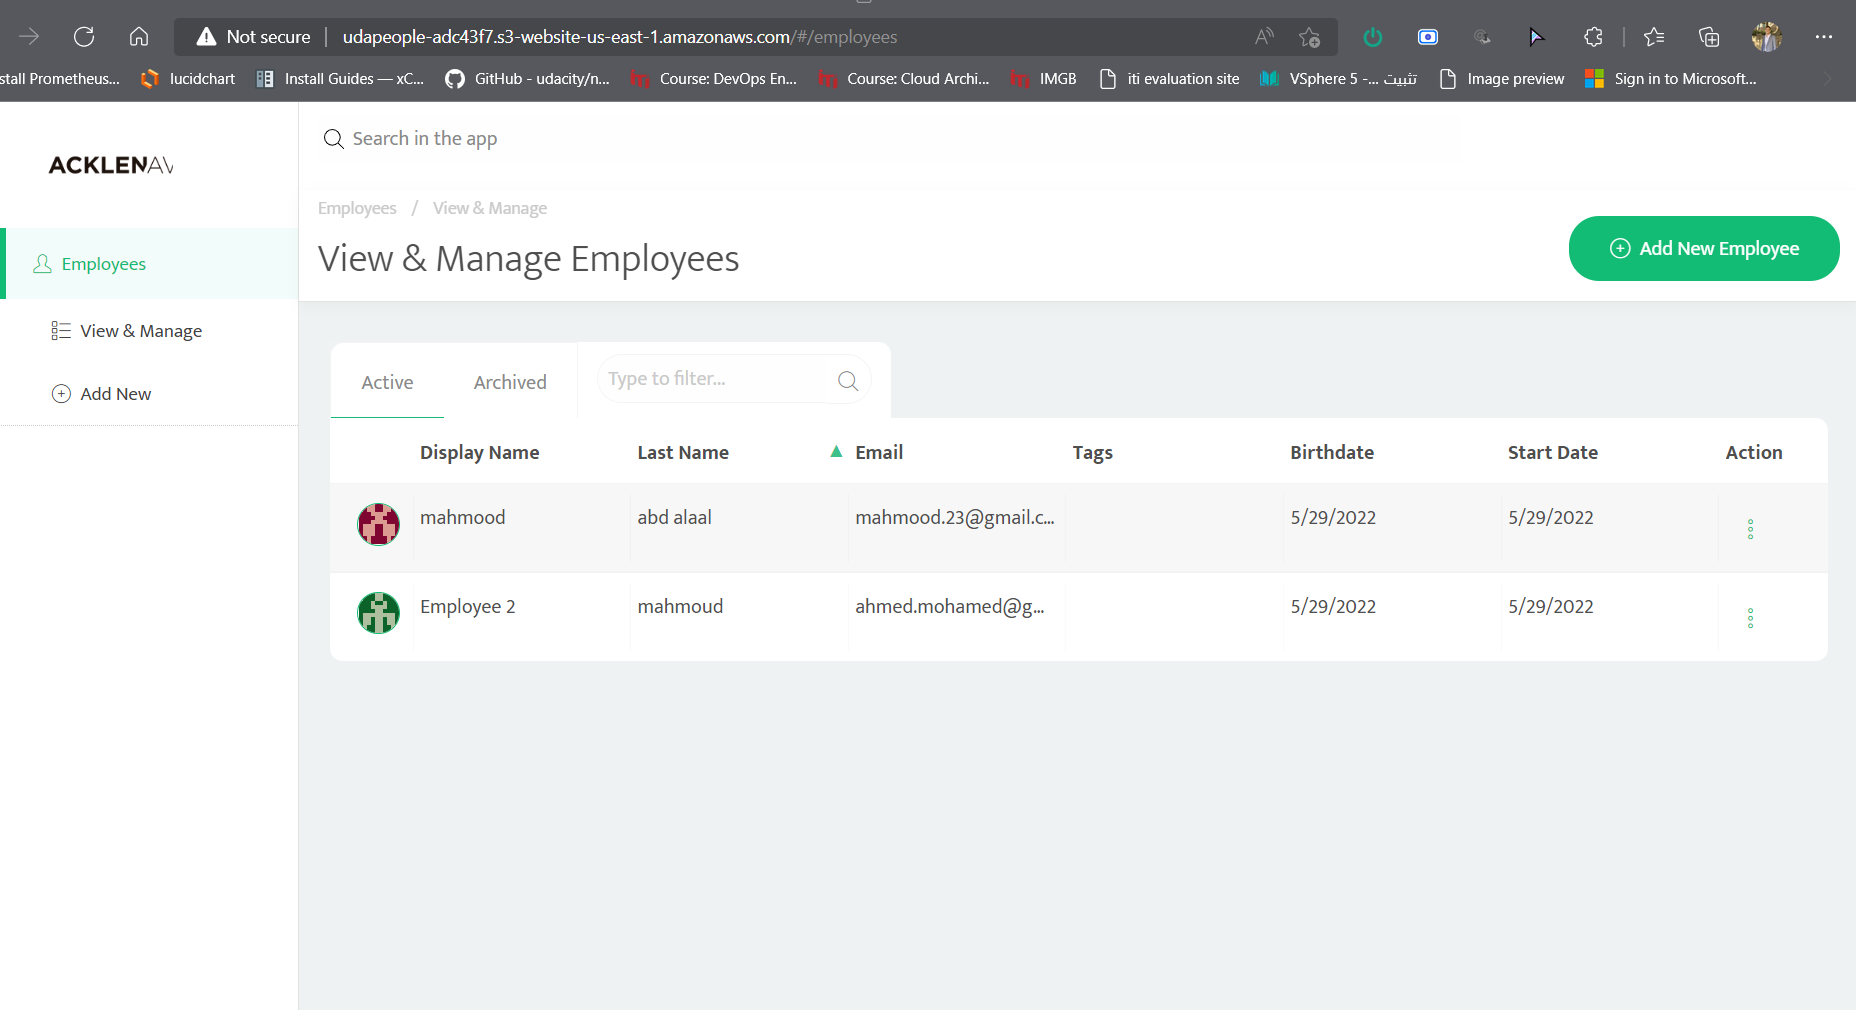 Not secure udapeople-adc43f7.s3-website-us-east-1.amazonaws.com/#/employees
stall Prometheus... lucidchart Install Guides — xC... GitHub - udacity/n... Course: DevOps En... Course: Cloud Archi... IMGB iti evaluation site VSphere 5 -... تثبيت Image preview Sign in to Microsoft...
ACKLENAV
Search in the app
Employees / View & Manage
View & Manage Employees
Add New Employee
Employees
View & Manage
Add New
Active Archived Type to filter...
Display Name Last Name ▲ Email Tags Birthdate Start Date Action
mahmood abd alaal mahmood.23@gmail.c... 5/29/2022 5/29/2022
Employee 2 mahmoud ahmed.mohamed@g... 5/29/2022 5/29/2022